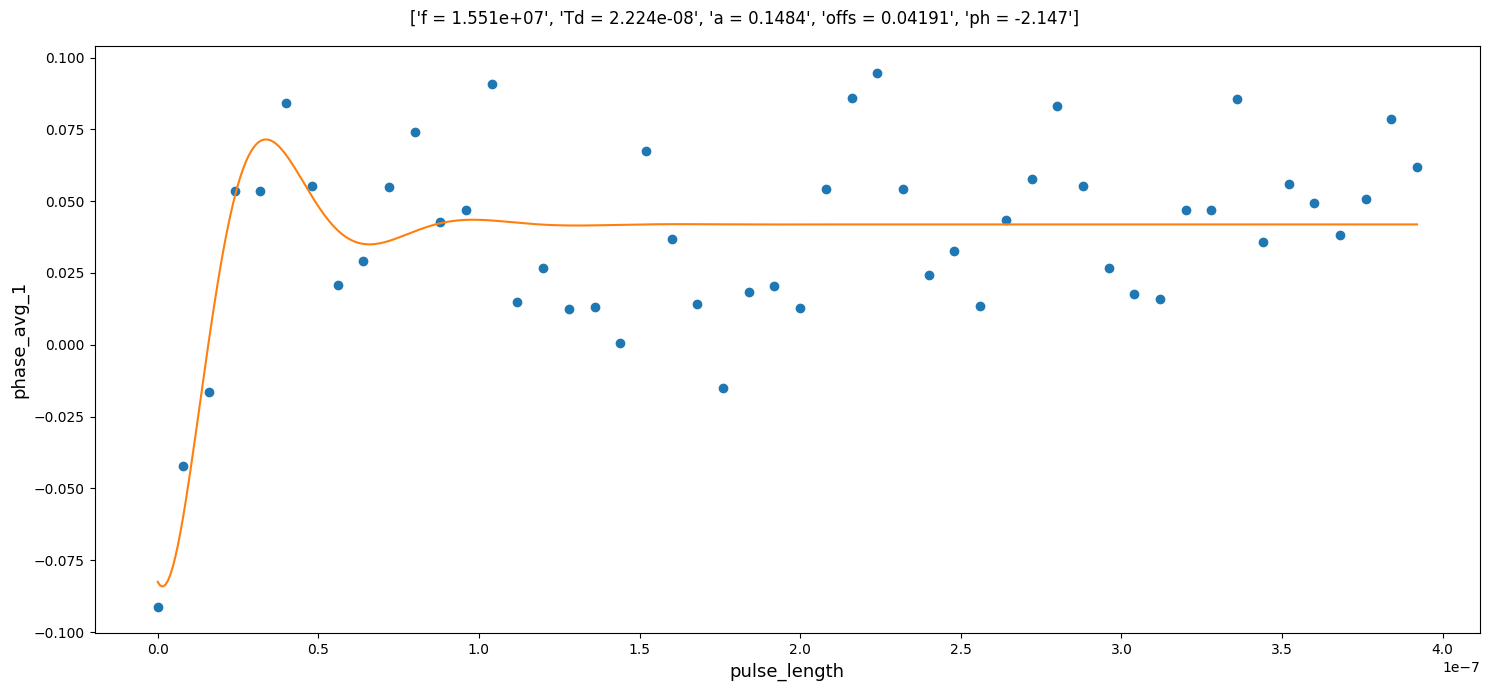 ['f = 1.551e+07', 'Td = 2.224e-08', 'a = 0.1484', 'offs = 0.04191', 'ph = -2.147']
0.100
0.075
0.050
0.025
0.000
−0.025
−0.050
−0.075
−0.100
phase_avg_1
0.0 0.5 1.0 1.5 2.0 2.5 3.0 3.5 4.0
1e−7
pulse_length